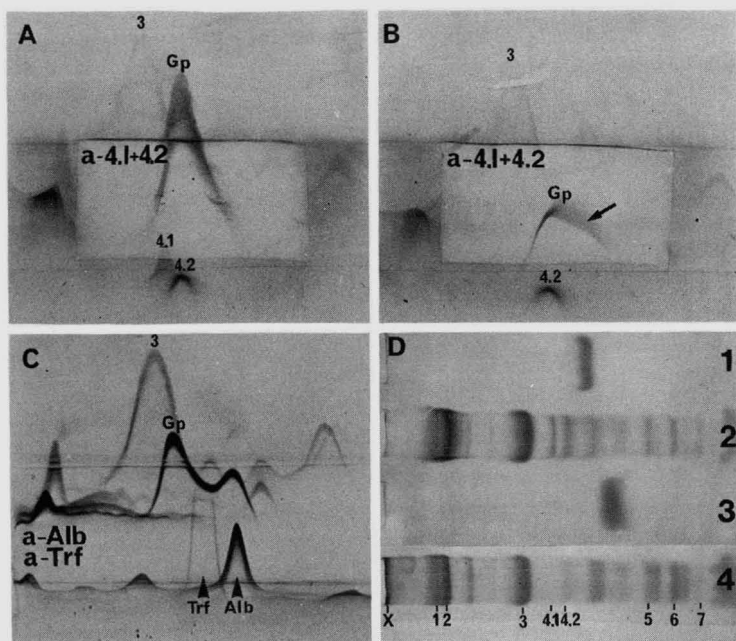 A
3
Gp
a-4.1+4.2
4.1
4.2
B
3
Gp
a-4.1+4.2
4.2
C
3
Gp
a-Alb
a-Trf
Trf
Alb
D
1
2
3
4
X 1 2 3 4.1 4.2 5 6 7